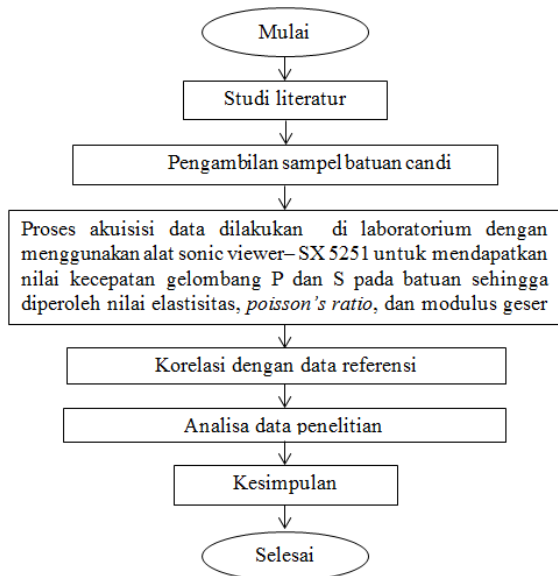 Mulai
Studi literatur
Pengambilan sampel batuan candi
Proses akuisisi data dilakukan di laboratorium dengan
menggunakan alat sonic viewer– SX 5251 untuk mendapatkan
nilai kecepatan gelombang P dan S pada batuan sehingga
diperoleh nilai elastisitas, poisson’s ratio, dan modulus geser
Korelasi dengan data referensi
Analisa data penelitian
Kesimpulan
Selesai